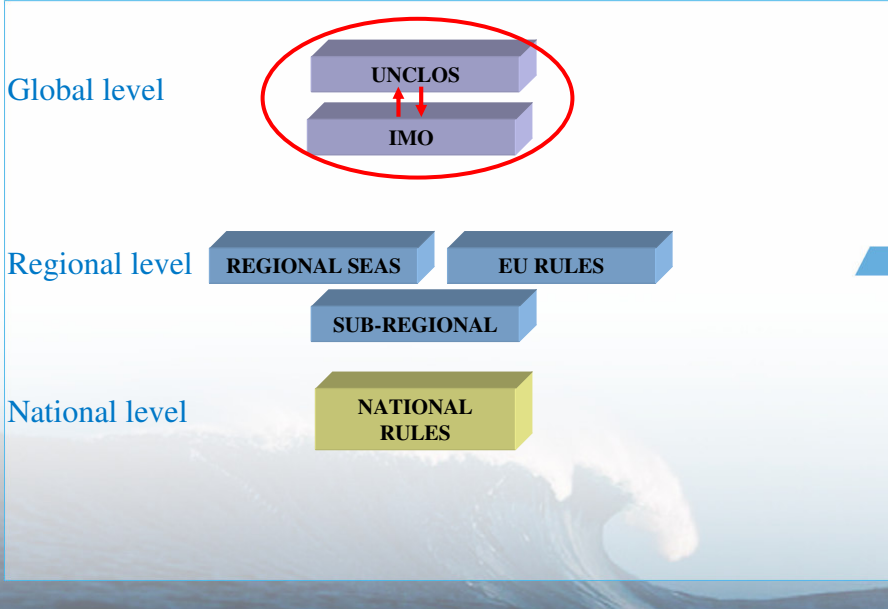 UNCLOS
Global level
IMO
Regional level
REGIONAL SEAS
EU RULES
SUB-REGIONAL
National level
NATIONAL
RULES